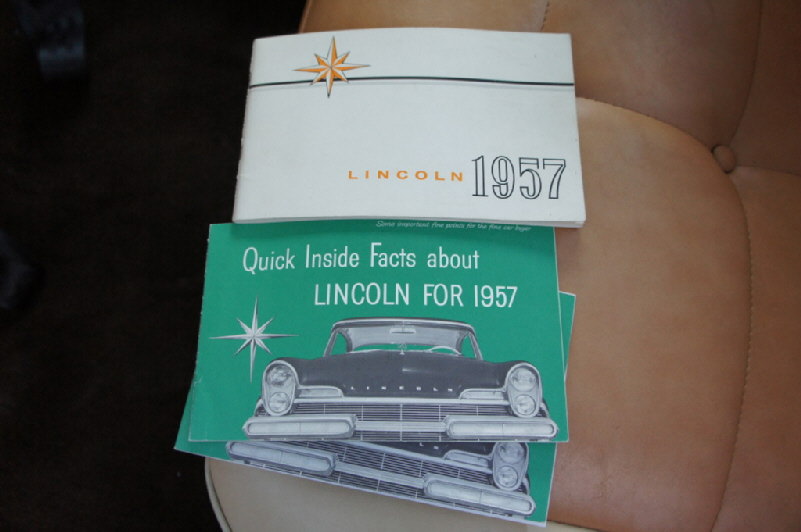 LINCOLN 1957
Some important fine points for the fine car buyer
Quick Inside Facts about
LINCOLN FOR 1957
LINCOLN